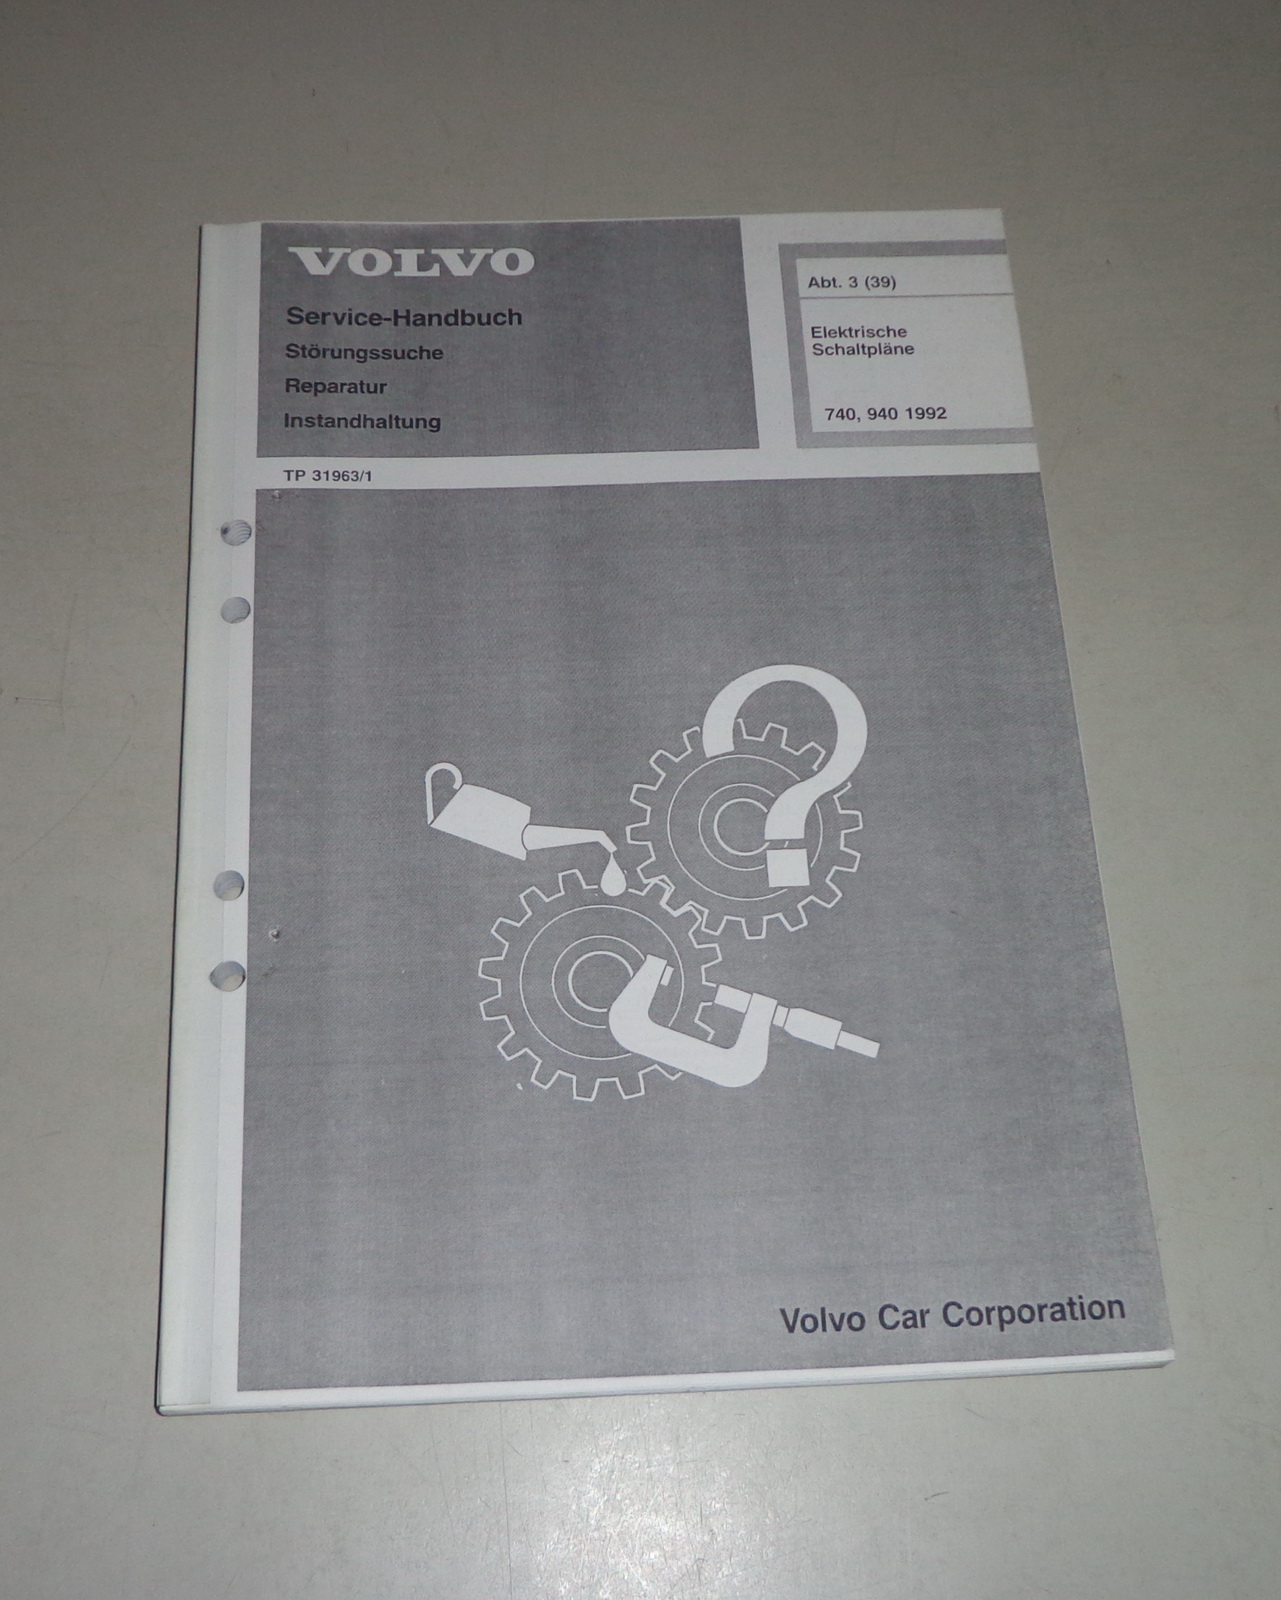 VOLVO
Service-Handbuch
Störungssuche
Reparatur
Instandhaltung
TP 31963/1
Abt. 3 (39)
Elektrische
Schaltpläne
740, 940 1992
?
Volvo Car Corporation